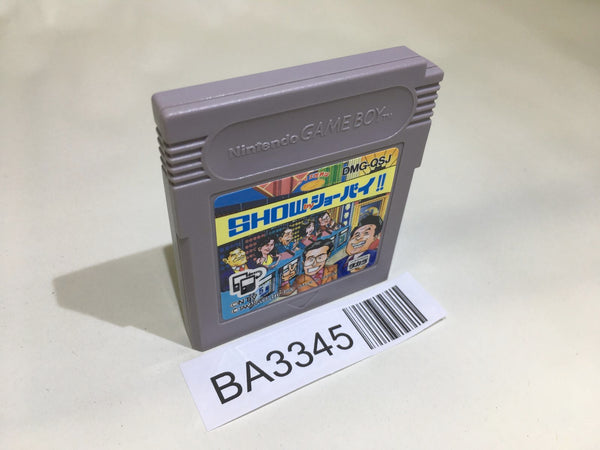 Nintendo GAME BOY
DMG-QSJ
SHOW by ショーバイ!!
BA3345